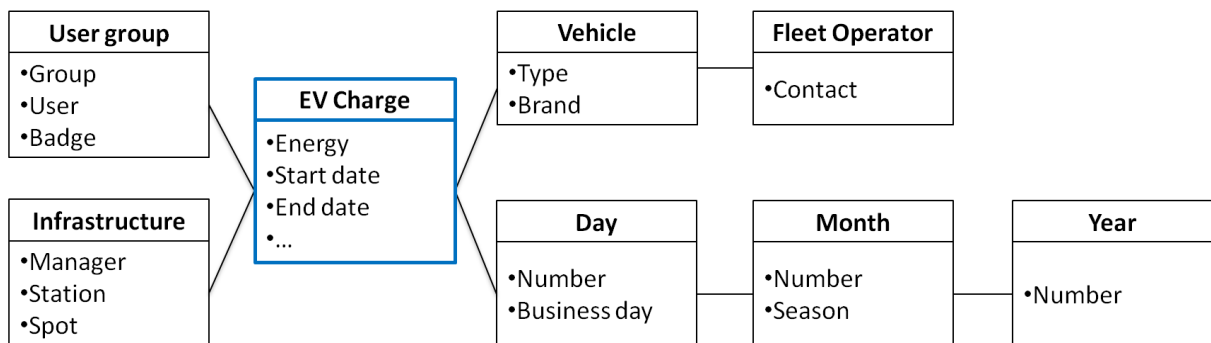 User group
•Group
•User
•Badge
Infrastructure
•Manager
•Station
•Spot
EV Charge
•Energy
•Start date
•End date
•...
Vehicle
•Type
•Brand
Fleet Operator
•Contact
Day
•Number
•Business day
Month
•Number
•Season
Year
•Number